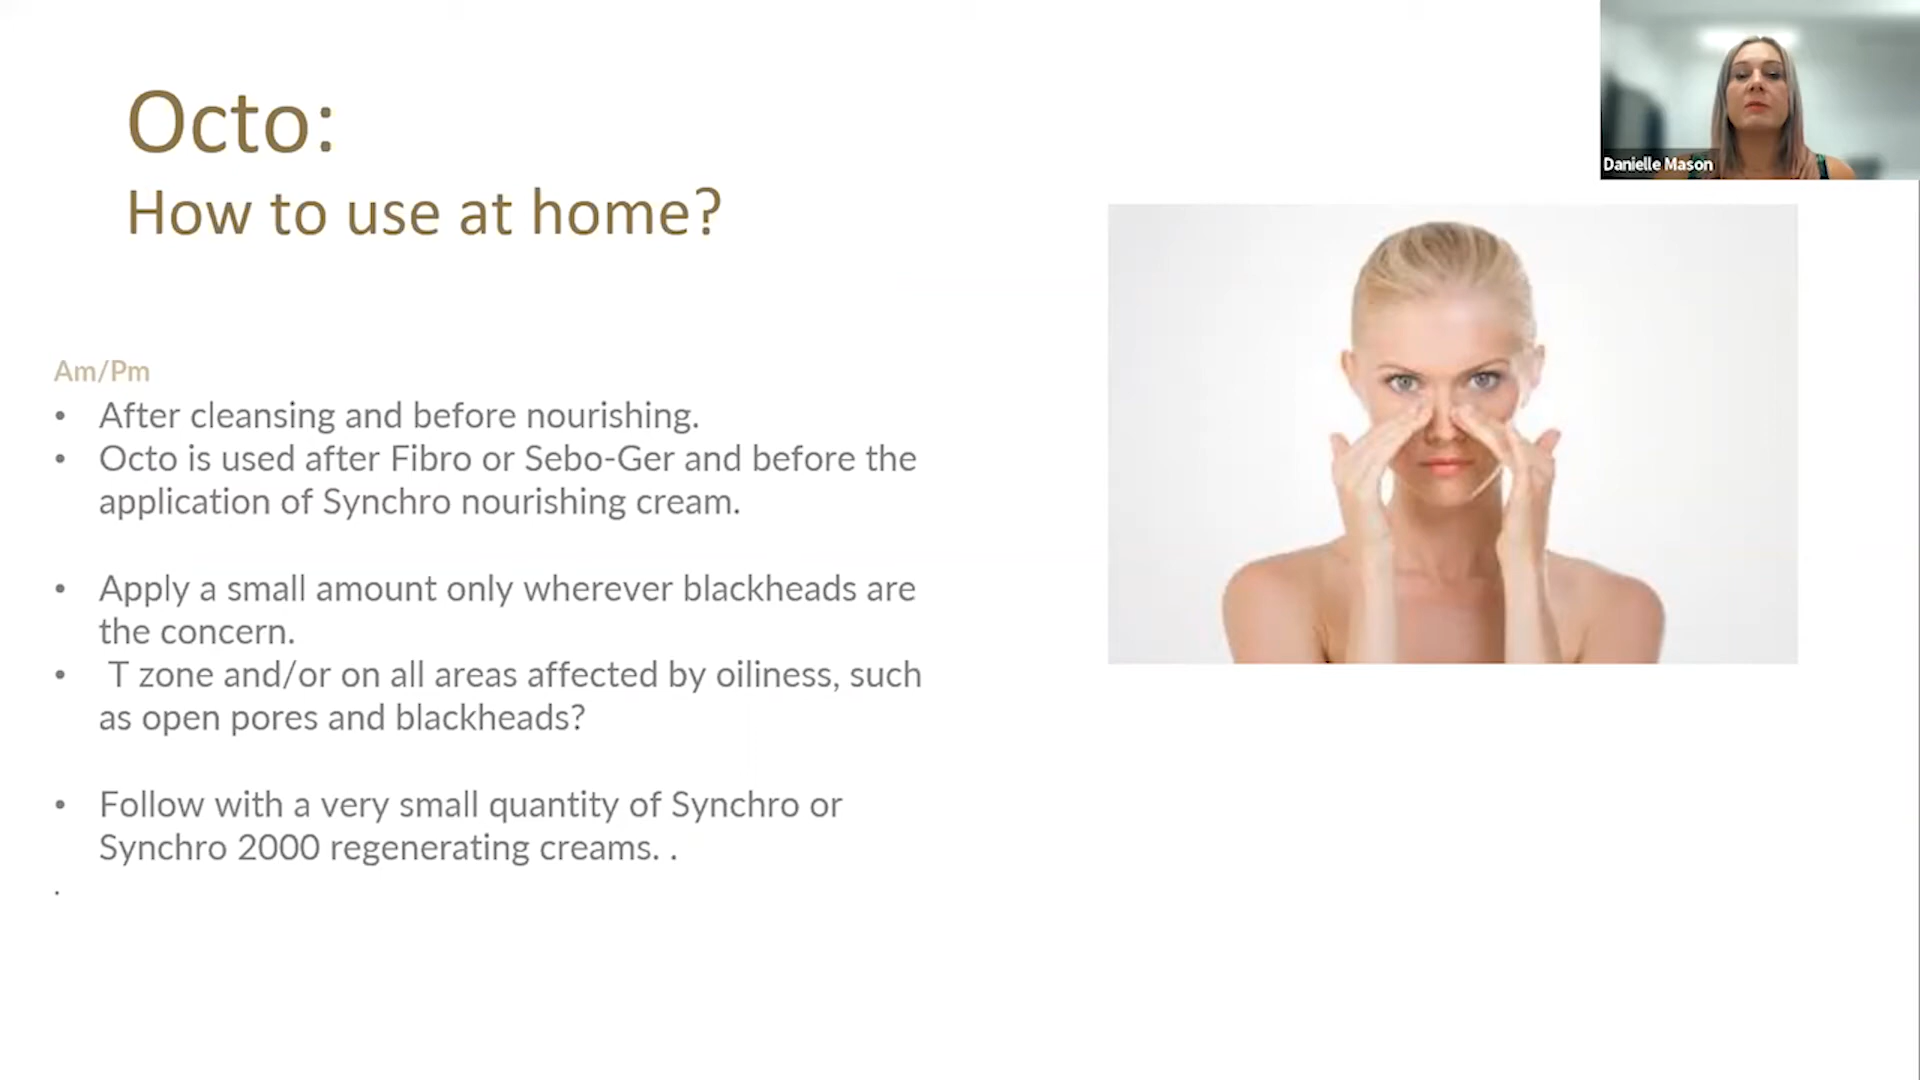 Octo:
How to use at home?
Danielle Mason
Am/Pm
• After cleansing and before nourishing.
• Octo is used after Fibro or Sebo-Ger and before the
application of Synchro nourishing cream.
• Apply a small amount only wherever blackheads are
the concern.
• T zone and/or on all areas affected by oiliness, such
as open pores and blackheads?
• Follow with a very small quantity of Synchro or
Synchro 2000 regenerating creams. .
.